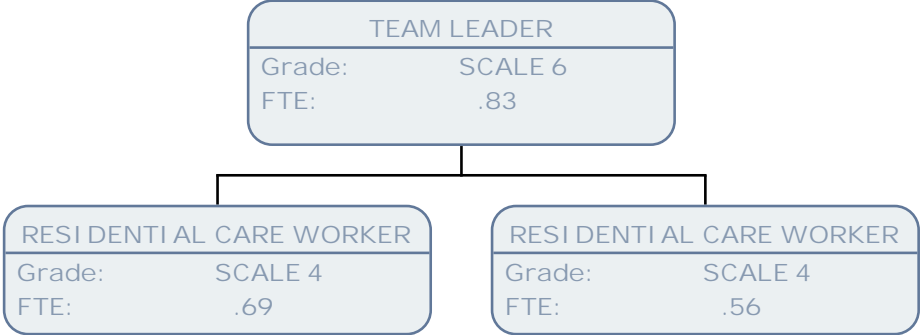 TEAM LEADER
Grade: SCALE 6
FTE: .83
RESIDENTIAL CARE WORKER
Grade: SCALE 4
FTE: .69
RESIDENTIAL CARE WORKER
Grade: SCALE 4
FTE: .56